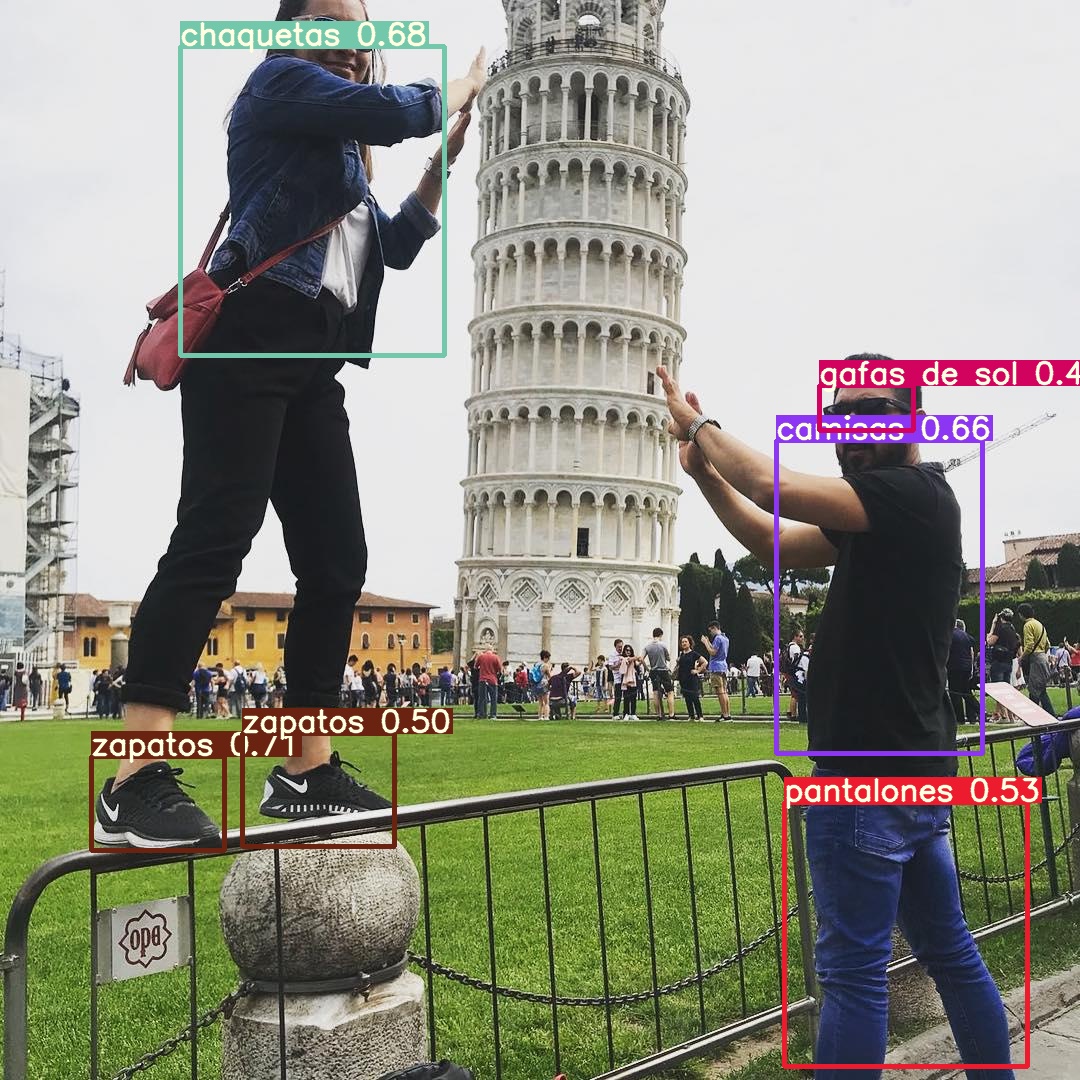 chaquetas 0.68
gafas de sol 0.4
camisas 0.66
zapatos 0.50
zapatos 0.71
pantalones 0.53
opa